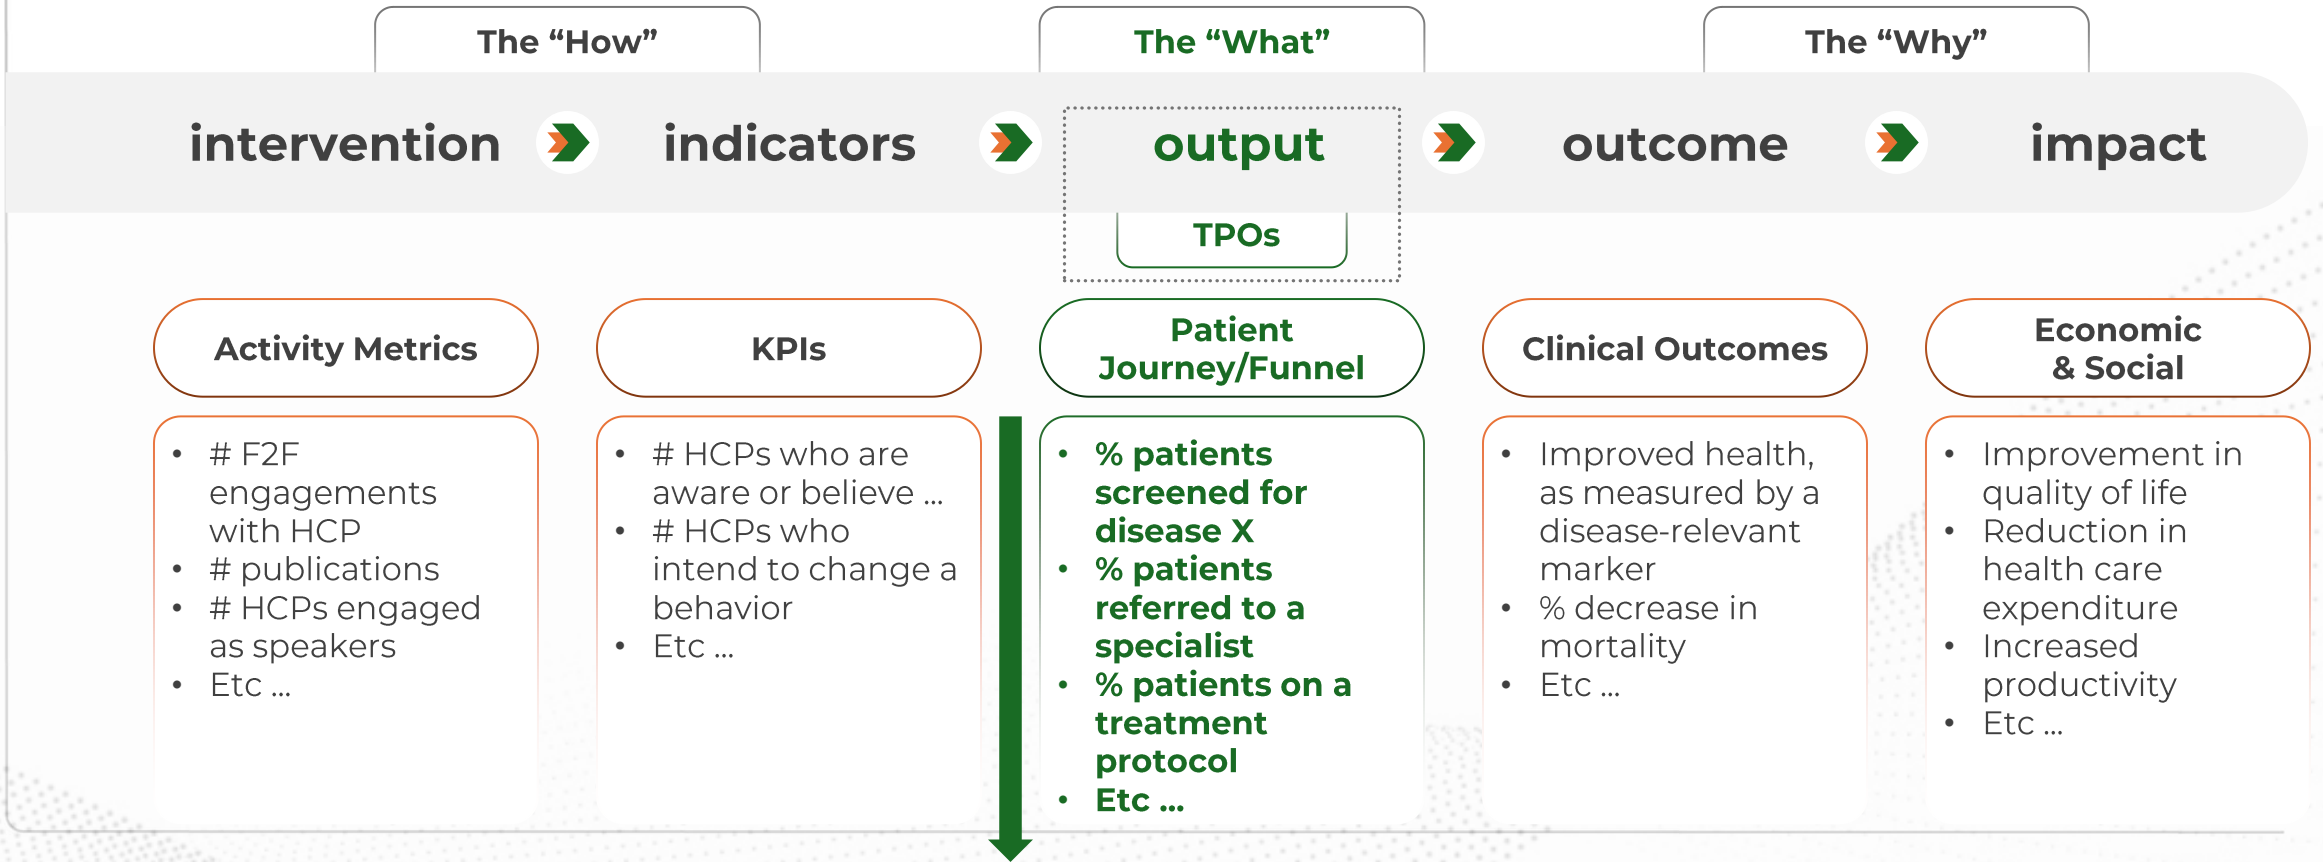 The “How”
The “What”
The “Why”
intervention
indicators
output
outcome
impact
TPOs
Activity Metrics
KPIs
Patient
Journey/Funnel
Clinical Outcomes
Economic
& Social
• # F2F
engagements
with HCP
• # publications
• # HCPs engaged
as speakers
• Etc ...
• # HCPs who are
aware or believe ...
• # HCPs who
intend to change a
behavior
• Etc ...
• % patients
screened for
disease X
• % patients
referred to a
specialist
• % patients on a
treatment
protocol
• Etc ...
• Improved health,
as measured by a
disease-relevant
marker
• % decrease in
mortality
• Etc ...
• Improvement in
quality of life
• Reduction in
health care
expenditure
• Increased
productivity
• Etc ...